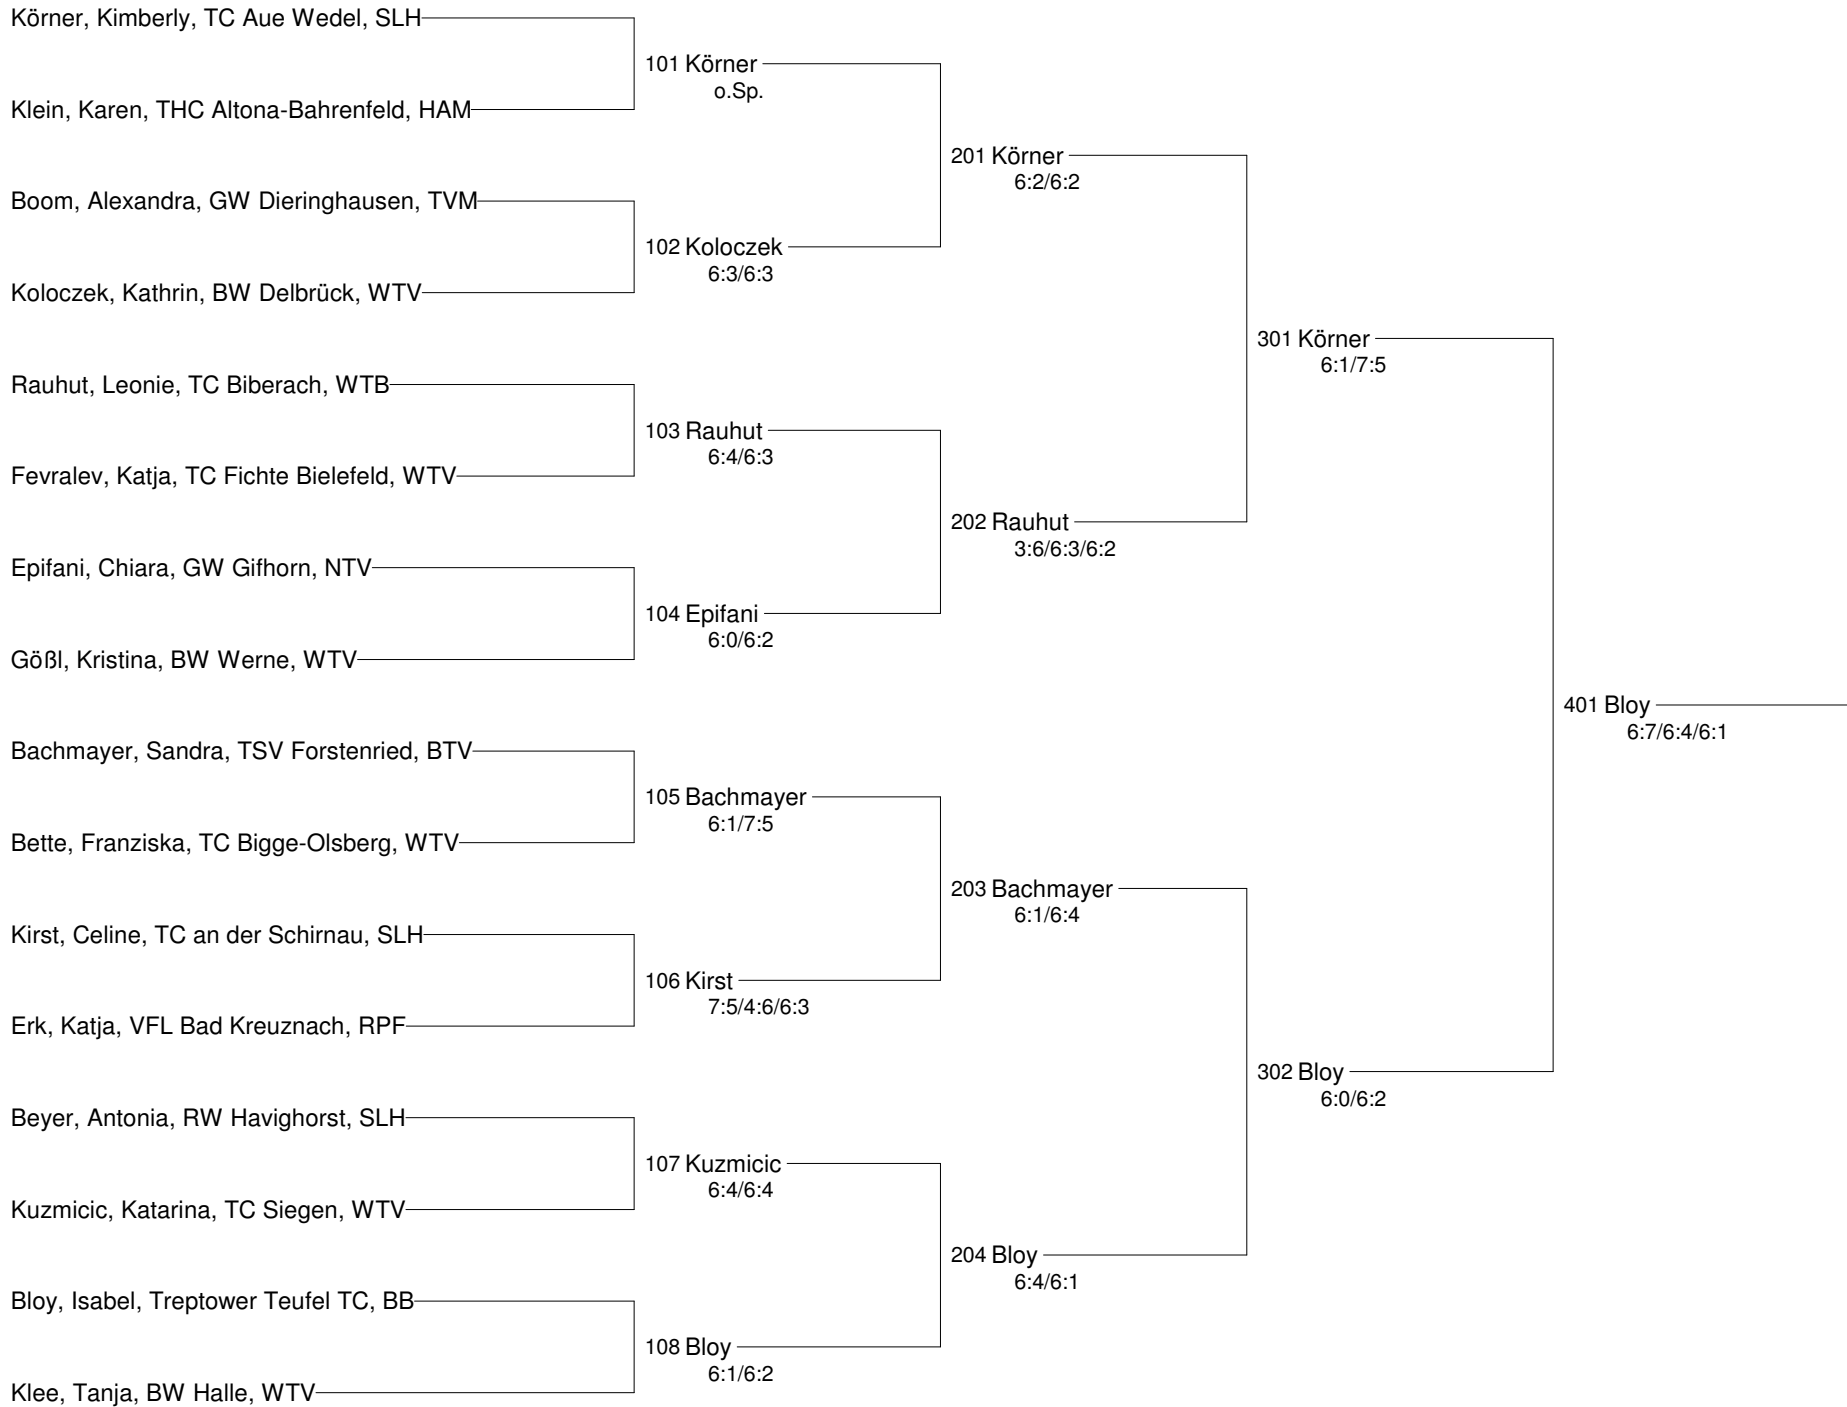 Körner, Kimberly, TC Aue Wedel, SLH
101 Körner
o.Sp.
Klein, Karen, THC Altona-Bahrenfeld, HAM
201 Körner
6:2/6:2
Boom, Alexandra, GW Dieringhausen, TVM
102 Koloczek
6:3/6:3
Koloczek, Kathrin, BW Delbrück, WTV
301 Körner
6:1/7:5
Rauhut, Leonie, TC Biberach, WTB
103 Rauhut
6:4/6:3
Fevralev, Katja, TC Fichte Bielefeld, WTV
202 Rauhut
3:6/6:3/6:2
Epifani, Chiara, GW Gifhorn, NTV
104 Epifani
6:0/6:2
Gößl, Kristina, BW Werne, WTV
401 Bloy
6:7/6:4/6:1
Bachmayer, Sandra, TSV Forstenried, BTV
105 Bachmayer
6:1/7:5
Bette, Franziska, TC Bigge-Olsberg, WTV
203 Bachmayer
6:1/6:4
Kirst, Celine, TC an der Schirnau, SLH
106 Kirst
7:5/4:6/6:3
Erk, Katja, VFL Bad Kreuznach, RPF
302 Bloy
6:0/6:2
Beyer, Antonia, RW Havighorst, SLH
107 Kuzmicic
6:4/6:4
Kuzmicic, Katarina, TC Siegen, WTV
204 Bloy
6:4/6:1
Bloy, Isabel, Treptower Teufel TC, BB
108 Bloy
6:1/6:2
Klee, Tanja, BW Halle, WTV